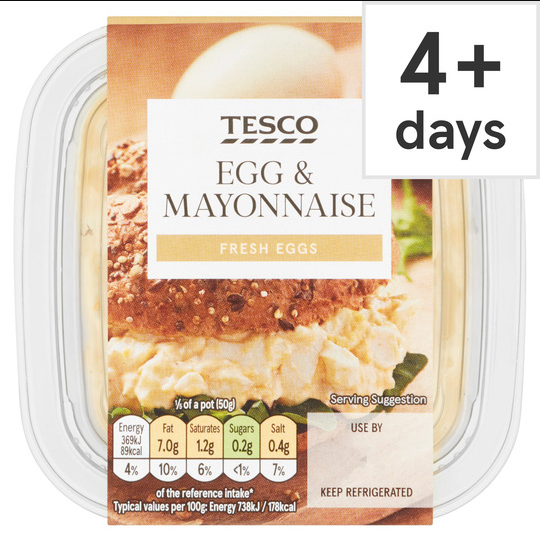 4+
days
TESCO
EGG &
MAYONNAISE
FRESH EGGS
Serving Suggestion
USE BY
KEEP REFRIGERATED
of a pot (50g)
Energy
369kJ
89kcal
4%
Fat
7.0g
10%
Saturates
1.2g
6%
Sugars
0.2g
<1%
Salt
0.4g
7%
of the reference intake*
Typical values per 100g: Energy 738kJ / 178kcal